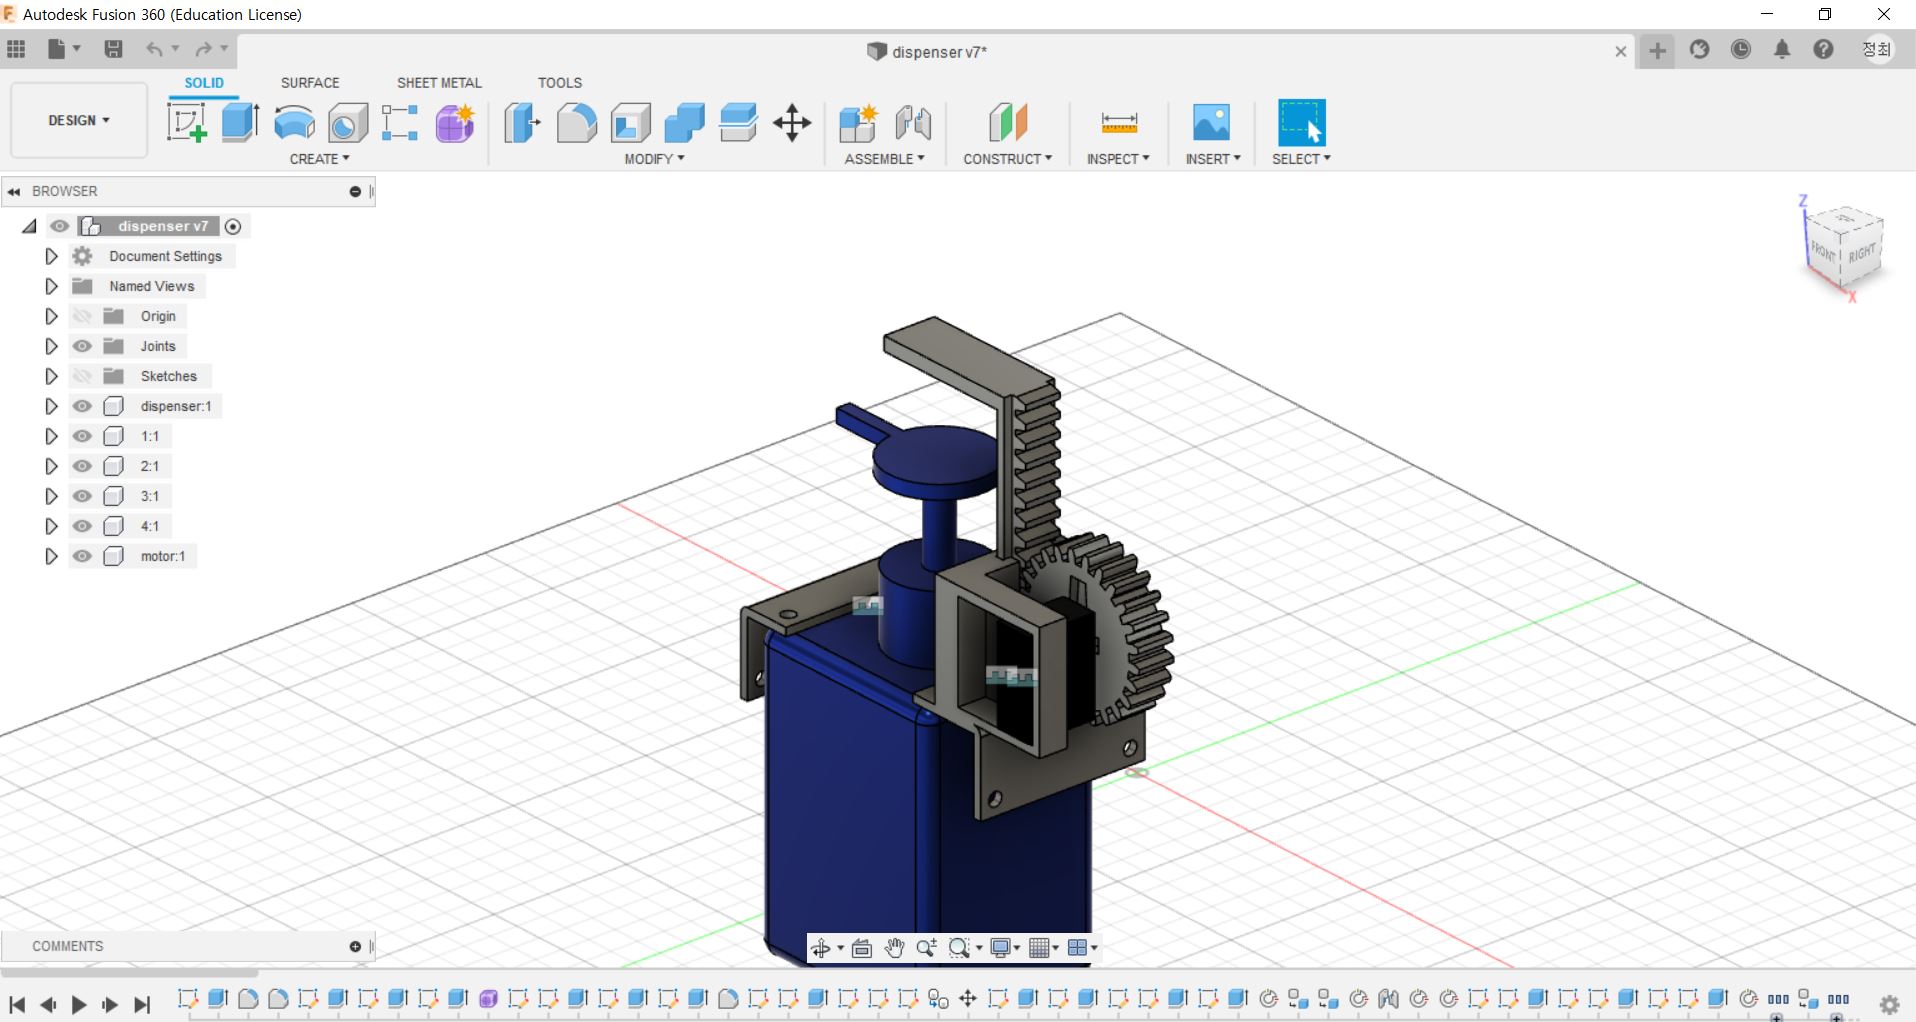 Autodesk Fusion 360 (Education License)
dispenser v7*
정최
SOLID SURFACE SHEET METAL TOOLS
DESIGN
CREATE MODIFY ASSEMBLE CONSTRUCT INSPECT INSERT SELECT
BROWSER
dispenser v7
Document Settings
Named Views
Origin
Joints
Sketches
dispenser:1
1:1
2:1
3:1
4:1
motor:1
Z
FRONT RIGHT
X
COMMENTS